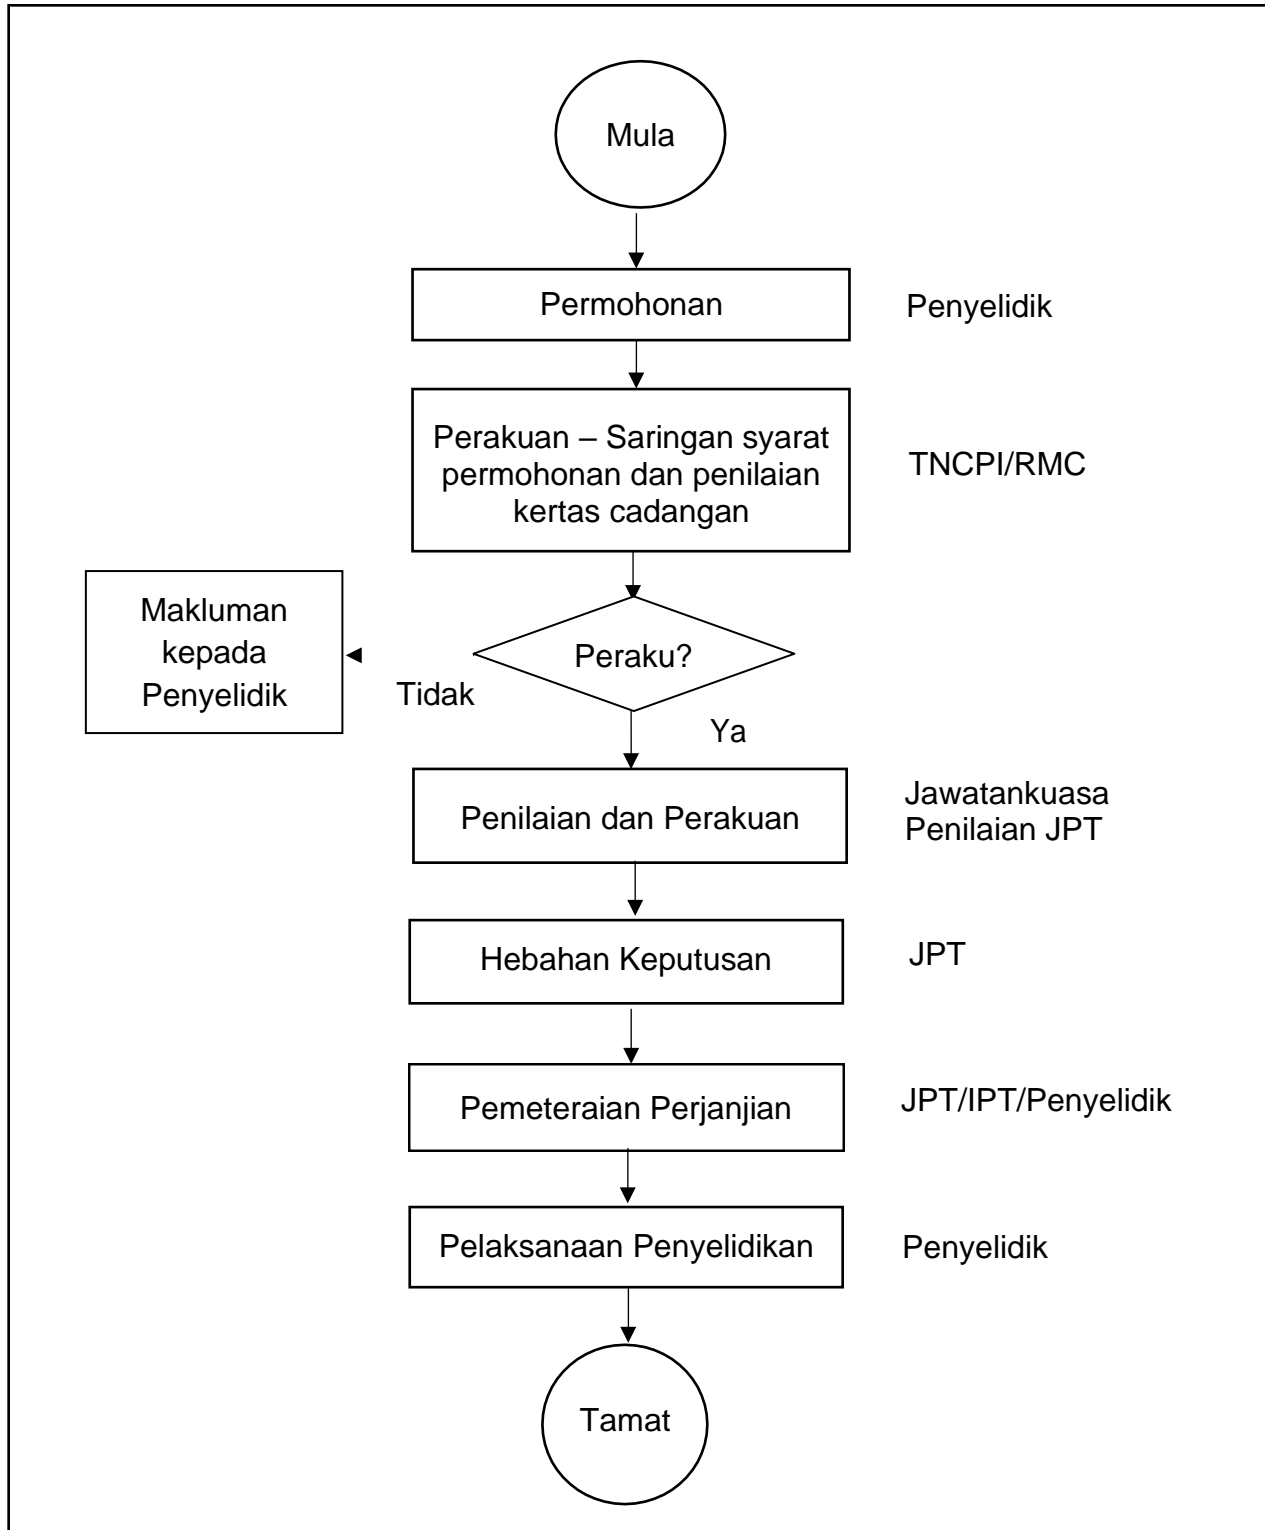 Mula
Permohonan
Penyelidik
Perakuan – Saringan syarat
permohonan dan penilaian
kertas cadangan
TNCPI/RMC
Makluman
kepada
Penyelidik
Peraku?
Tidak
Ya
Penilaian dan Perakuan
Jawatankuasa
Penilaian JPT
Hebahan Keputusan
JPT
Pemeteraian Perjanjian
JPT/IPT/Penyelidik
Pelaksanaan Penyelidikan
Penyelidik
Tamat